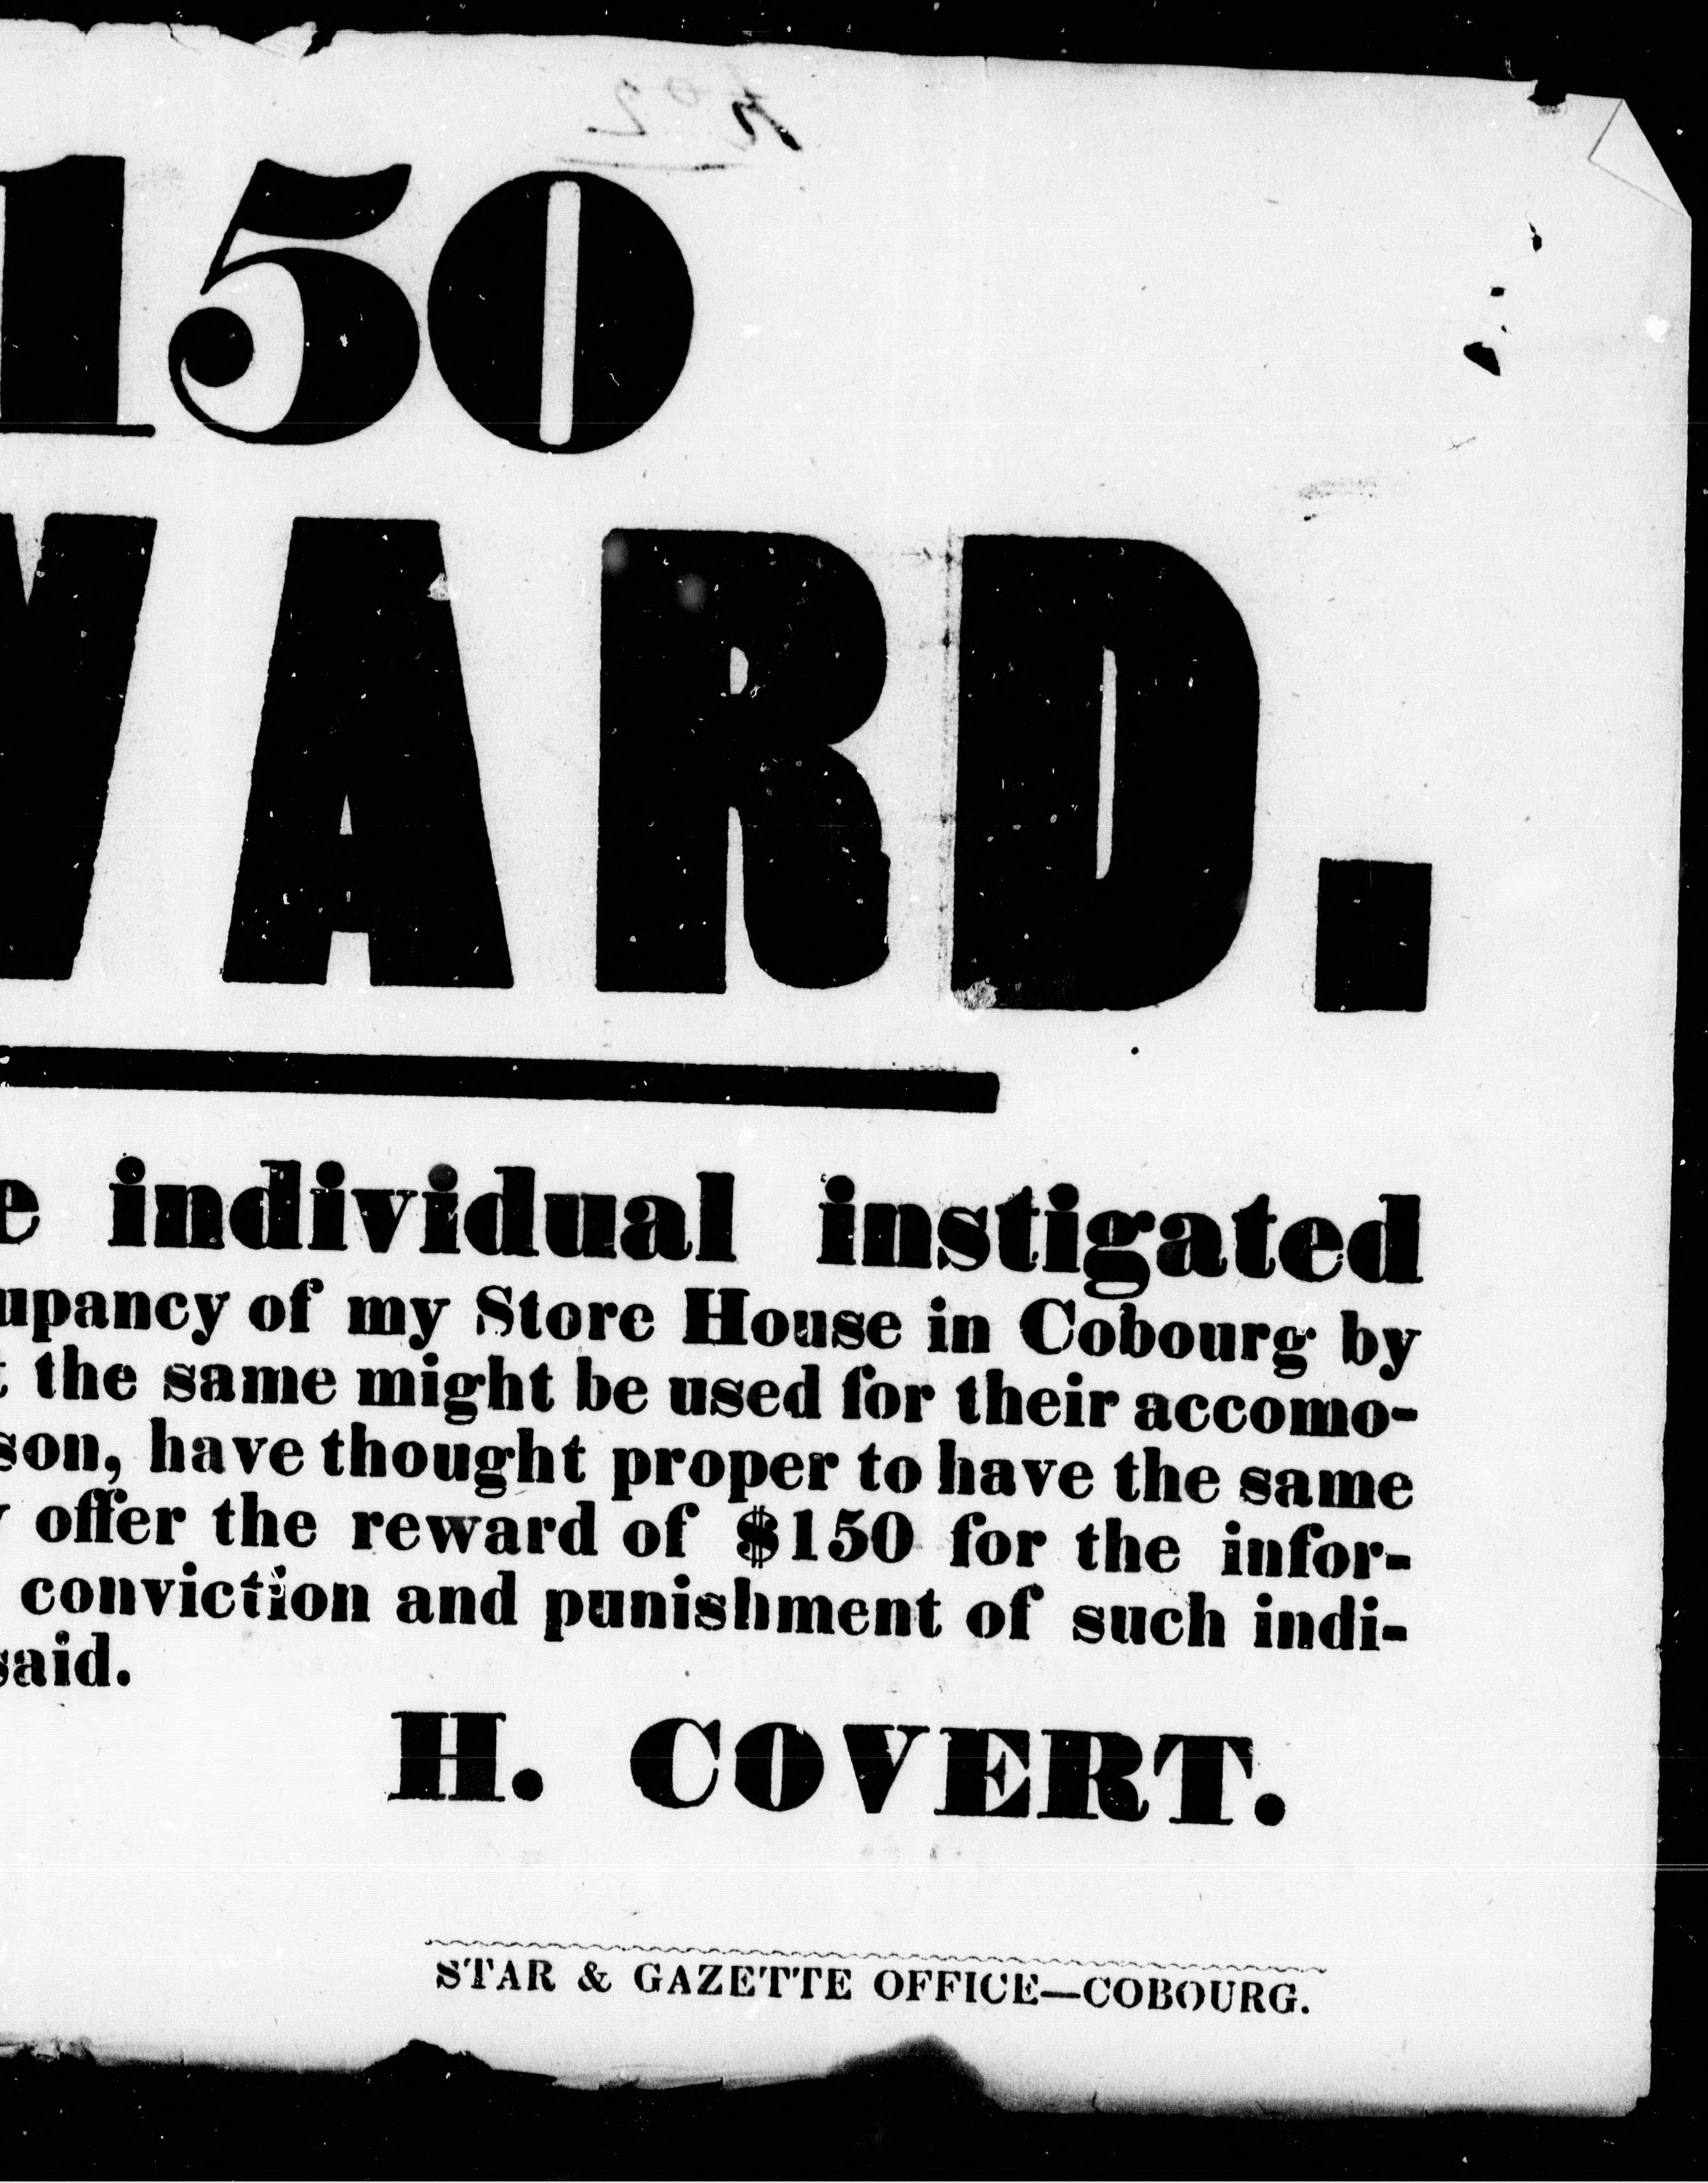 150
WARD.
e individual instigated
upancy of my Store House in Cobourg by
t the same might be used for their accomo-
son, have thought proper to have the same
y offer the reward of $150 for the infor-
conviction and punishment of such indi-
said.
H. COVERT.
STAR & GAZETTE OFFICE—COBOURG.